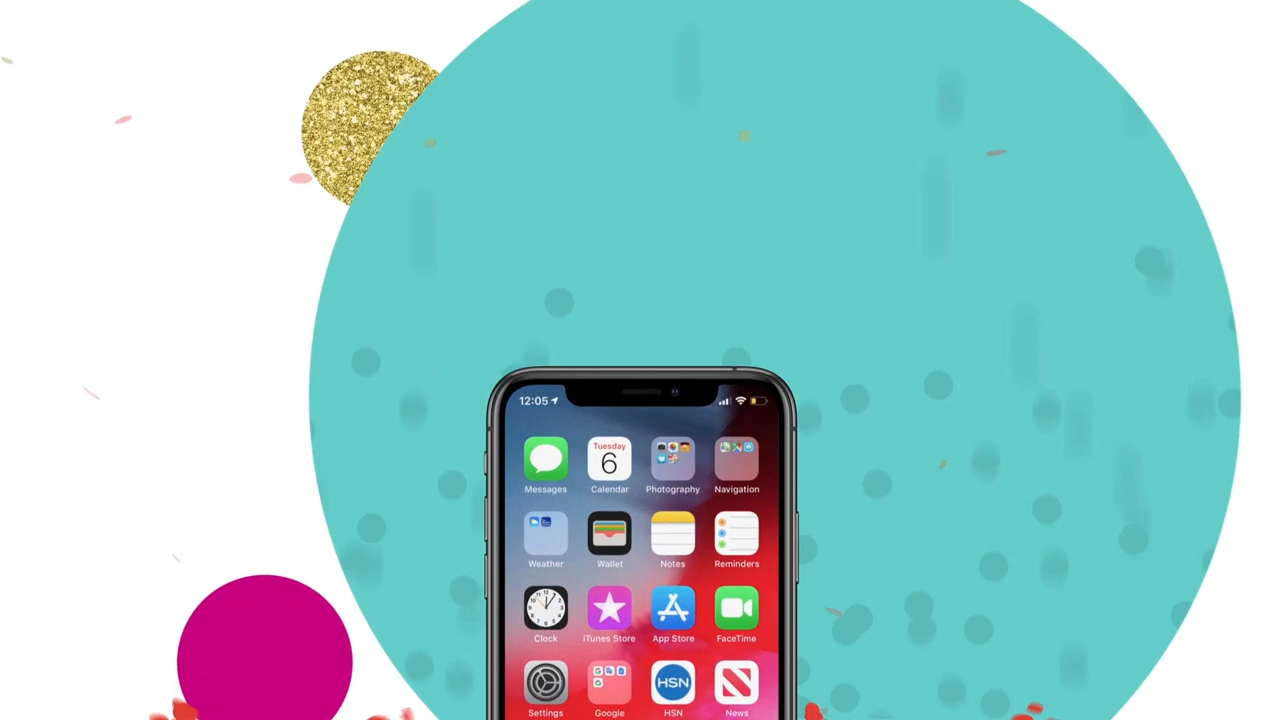 12:05
Tuesday
6
Messages
Calendar
Photography
Navigation
Weather
Wallet
Notes
Reminders
12
Clock
iTunes Store
App Store
FaceTime
G
HSN
Settings
Google
HSN
News